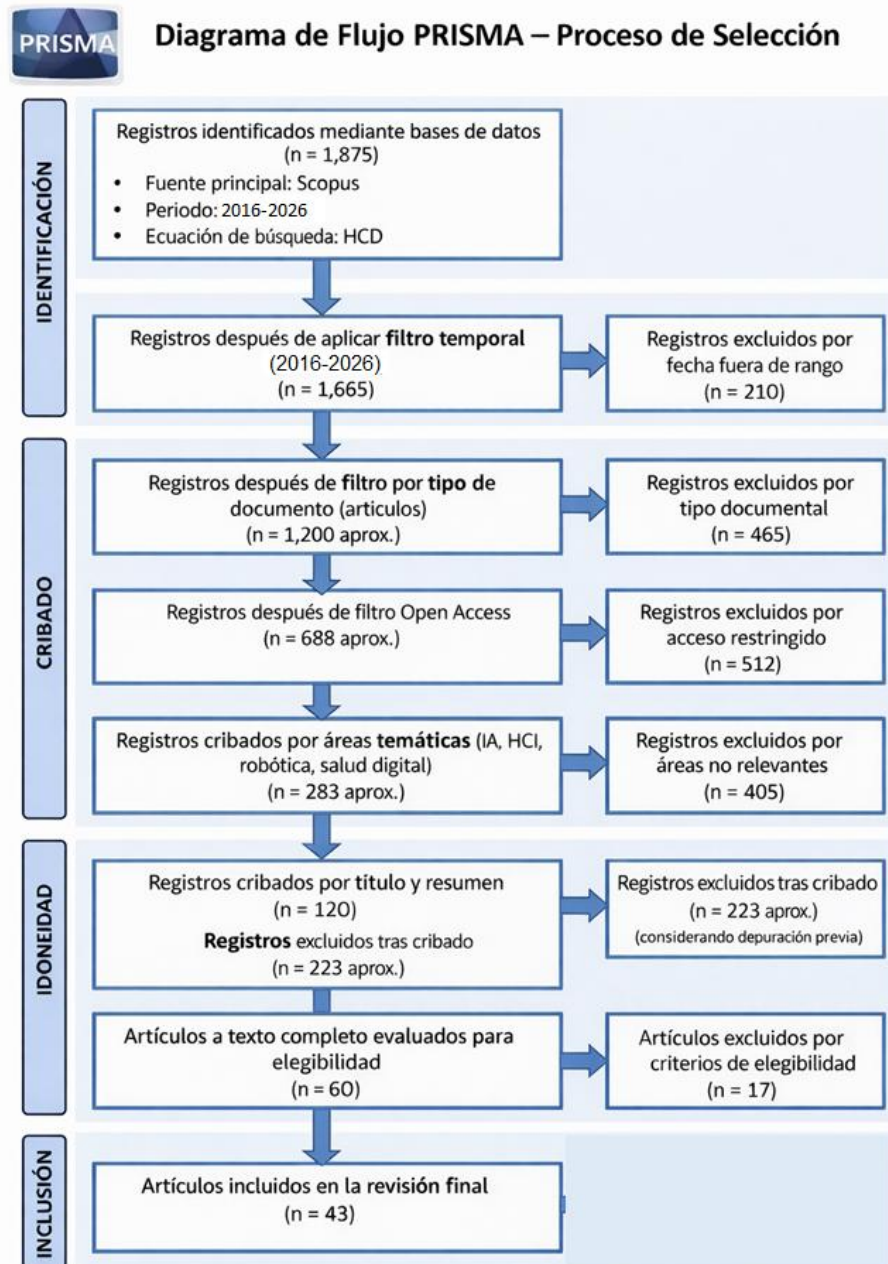 PRISMA
Diagrama de Flujo PRISMA – Proceso de Selección
IDENTIFICACIÓN
Registros identificados mediante bases de datos
(n = 1,875)
• Fuente principal: Scopus
• Periodo: 2016-2026
• Ecuación de búsqueda: HCD
Registros después de aplicar filtro temporal
(2016-2026)
(n = 1,665)
Registros excluidos por
fecha fuera de rango
(n = 210)
CRIBADO
Registros después de filtro por tipo de
documento (articulos)
(n = 1,200 aprox.)
Registros excluidos por
tipo documental
(n = 465)
Registros después de filtro Open Access
(n = 688 aprox.)
Registros excluidos por
acceso restringido
(n = 512)
Registros cribados por áreas temáticas (IA, HCI,
robótica, salud digital)
(n = 283 aprox.)
Registros excluidos por
áreas no relevantes
(n = 405)
IDONEIDAD
Registros cribados por título y resumen
(n = 120)
Registros excluidos tras cribado
(n = 223 aprox.)
Registros excluidos tras cribado
(n = 223 aprox.)
(considerando depuración previa)
Artículos a texto completo evaluados para
elegibilidad
(n = 60)
Artículos excluidos por
criterios de elegibilidad
(n = 17)
INCLUSIÓN
Artículos incluidos en la revisión final
(n = 43)